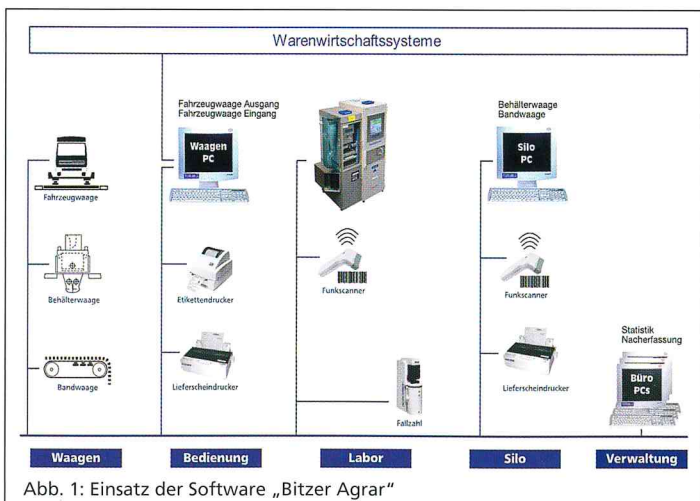 Warenwirtschaftssysteme
Fahrzeugwaage Ausgang
Fahrzeugwaage Eingang
Behälterwaage
Bandwaage
Waagen
PC
Silo
PC
Fahrzeugwaage
Behälterwaage
Etikettendrucker
Funkscanner
Funkscanner
Statistik
Nacherfassung
Büro
PCs
Bandwaage
Lieferscheindrucker
Fallzahl
Lieferscheindrucker
Waagen
Bedienung
Labor
Silo
Verwaltung
Abb. 1: Einsatz der Software „Bitzer Agrar“